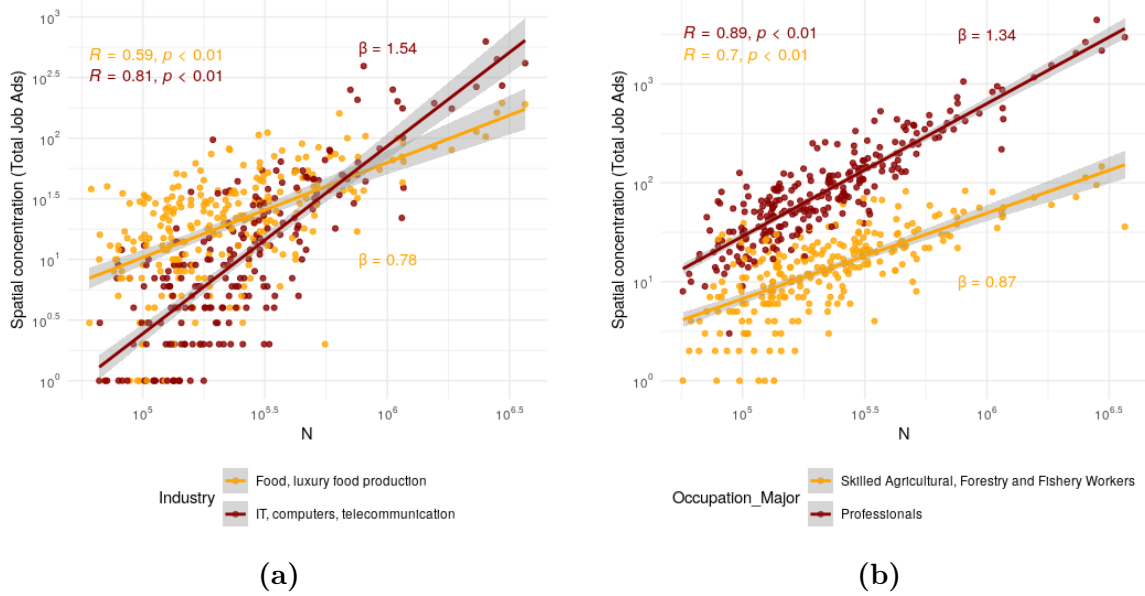 Spatial concentration (Total Job Ads)
10^3
10^2.5
10^2
10^1.5
10^1
10^0.5
10^0
R = 0.59, p < 0.01
R = 0.81, p < 0.01
β = 1.54
β = 0.78
10^5
10^5.5
10^6
10^6.5
N
Industry
Food, luxury food production
IT, computers, telecommunication
(a)
Spatial concentration (Total Job Ads)
10^3
10^2
10^1
10^0
R = 0.89, p < 0.01
R = 0.7, p < 0.01
β = 1.34
β = 0.87
10^5
10^5.5
10^6
10^6.5
N
Occupation_Major
Skilled Agricultural, Forestry and Fishery Workers
Professionals
(b)